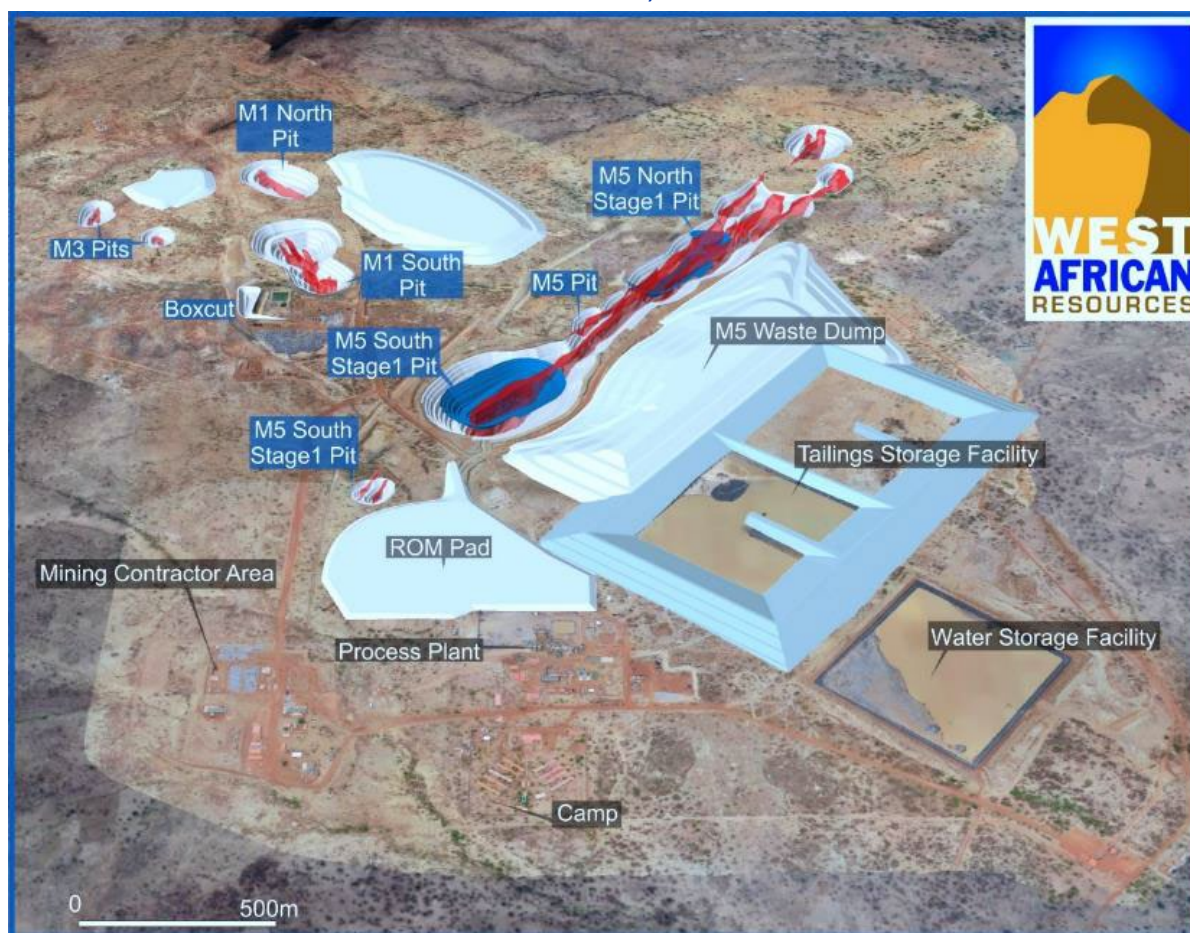 WEST
AFRICAN
RESOURCES
M1 North
Pit
M5 North
Stage1 Pit
M3 Pits
M1 South
Pit
M5 Pit
Boxcut
M5 South
Stage1 Pit
M5 Waste Dump
M5 South
Stage1 Pit
Tailings Storage Facility
ROM Pad
Mining Contractor Area
Process Plant
Water Storage Facility
Camp
0 500m